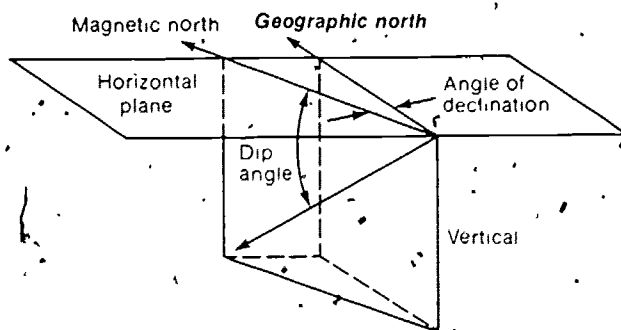 Magnetic north
Geographic north
Horizontal
plane
Angle of
declination
Dip
angle
Vertical